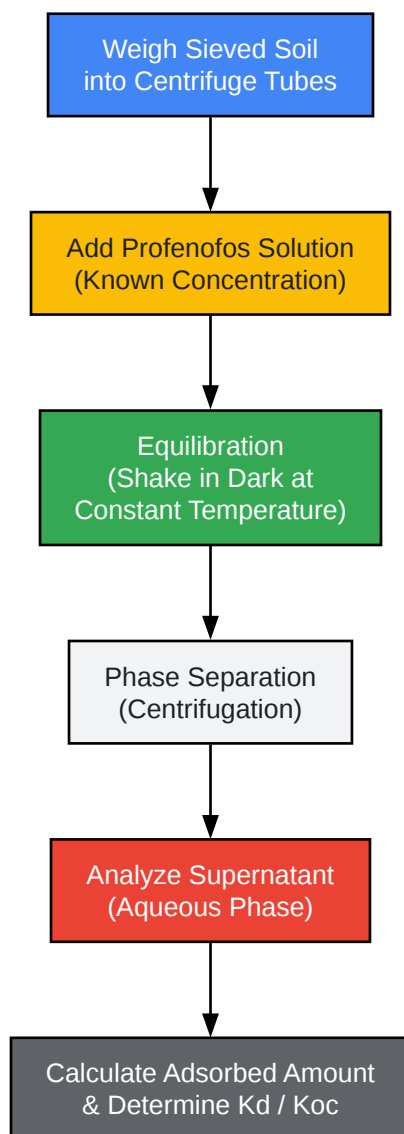 Weigh Sieved Soil
into Centrifuge Tubes
Add Profenofos Solution
(Known Concentration)
Equilibration
(Shake in Dark at
Constant Temperature)
Phase Separation
(Centrifugation)
Analyze Supernatant
(Aqueous Phase)
Calculate Adsorbed Amount
& Determine Kd / Koc